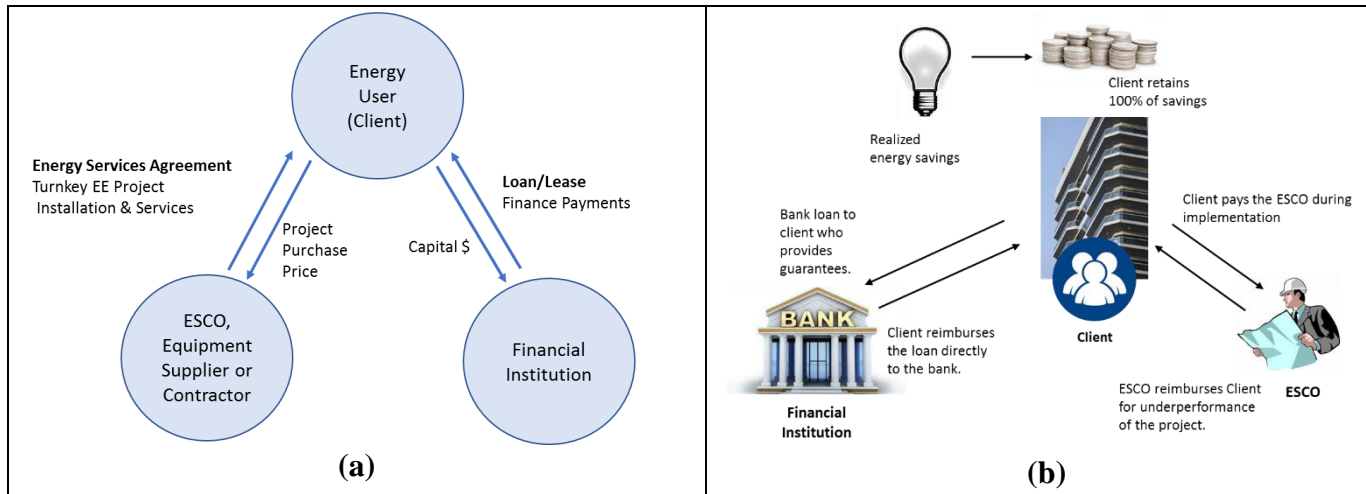 Energy
User
(Client)
Energy Services Agreement
Turnkey EE Project
Installation & Services
Project
Purchase
Price
Loan/Lease
Finance Payments
Capital $
ESCO,
Equipment
Supplier or
Contractor
Financial
Institution
(a)
Realized
energy savings
Client retains
100% of savings
Bank loan to
client who
provides
guarantees.
Client pays the ESCO during
implementation
BANK
Client reimburses
the loan directly
to the bank.
Client
Financial
Institution
ESCO reimburses Client
for underperformance
of the project.
ESCO
(b)